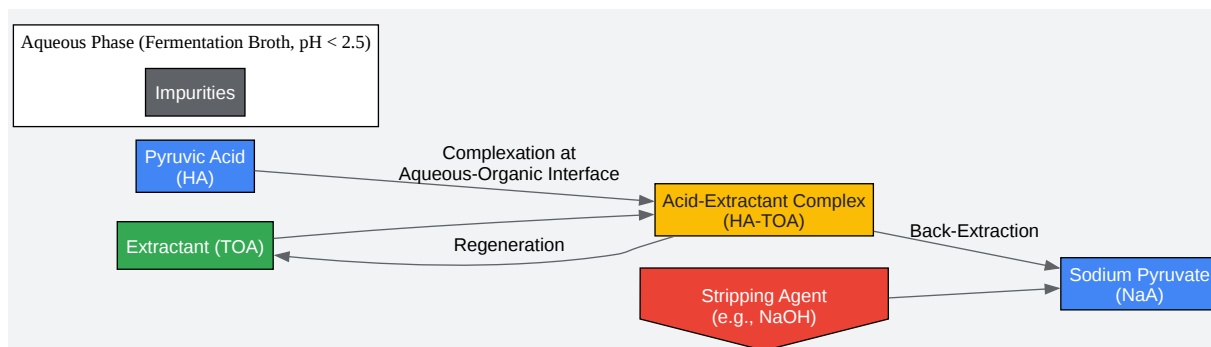 Aqueous Phase (Fermentation Broth, pH < 2.5)
Impurities
Pyruvic Acid
(HA)
Complexation at
Aqueous-Organic Interface
Acid-Extractant Complex
(HA-TOA)
Extractant (TOA)
Regeneration
Back-Extraction
Stripping Agent
(e.g., NaOH)
Sodium Pyruvate
(NaA)